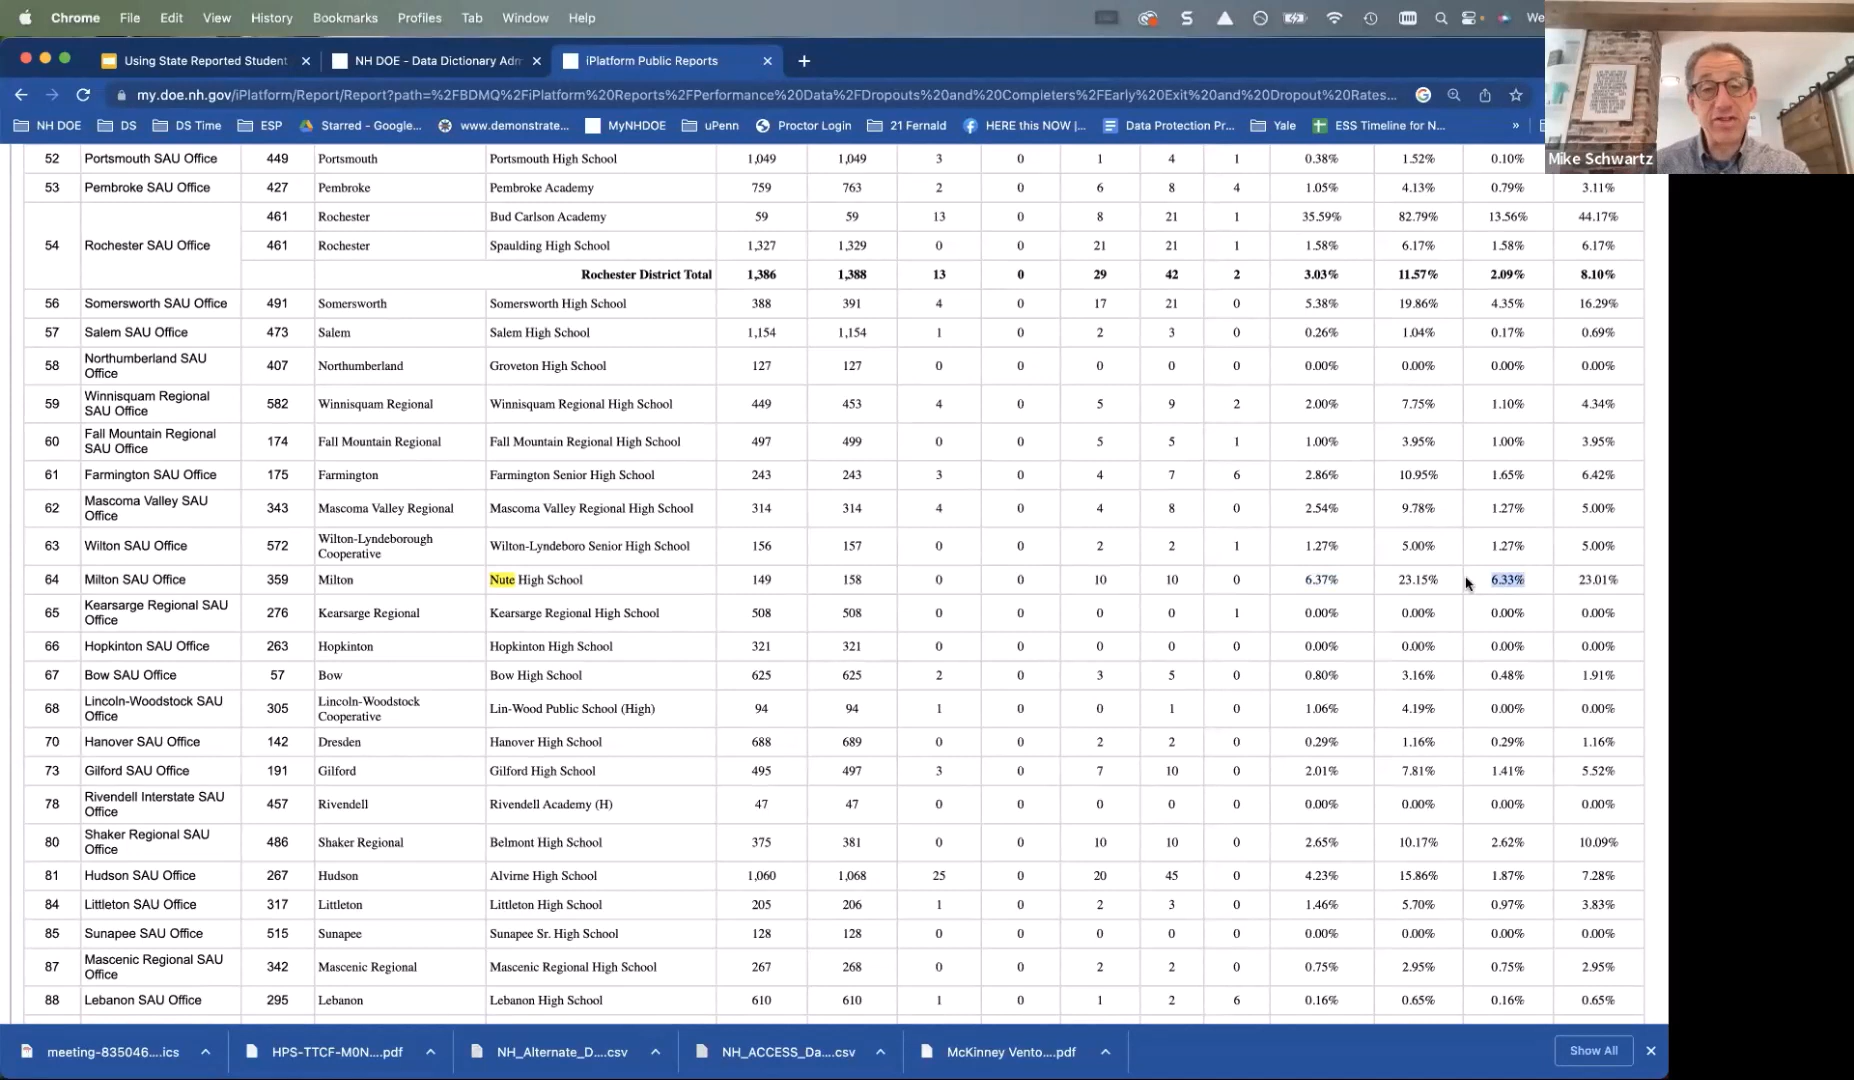 Chrome File Edit View History Bookmarks Profiles Tab Window Help We
Using State Reported Student NH DOE - Data Dictionary Adm iPlatform Public Reports
my.doe.nh.gov/iPlatform/Report/Report?path=%2FBDMQ%2FiPlatform%20Reports%2FPerformance%20Data%2FDropouts%20and%20Completers%2FEarly%20Exit%20and%20Dropout%20Rates...
NH DOE DS DS Time ESP Starred - Google... www.demonstrate... MyNHDOE uPenn Proctor Login 21 Fernald HERE this NOW |... Data Protection Pr... Yale ESS Timeline for N... »
Mike Schwartz
52 Portsmouth SAU Office 449 Portsmouth Portsmouth High School 1,049 1,049 3 0 1 4 1 0.38% 1.52% 0.10%
53 Pembroke SAU Office 427 Pembroke Pembroke Academy 759 763 2 0 6 8 4 1.05% 4.13% 0.79% 3.11%
461 Rochester Bud Carlson Academy 59 59 13 0 8 21 1 35.59% 82.79% 13.56% 44.17%
54 Rochester SAU Office 461 Rochester Spaulding High School 1,327 1,329 0 0 21 21 1 1.58% 6.17% 1.58% 6.17%
Rochester District Total 1,386 1,388 13 0 29 42 2 3.03% 11.57% 2.09% 8.10%
56 Somersworth SAU Office 491 Somersworth Somersworth High School 388 391 4 0 17 21 0 5.38% 19.86% 4.35% 16.29%
57 Salem SAU Office 473 Salem Salem High School 1,154 1,154 1 0 2 3 0 0.26% 1.04% 0.17% 0.69%
58 Northumberland SAU Office 407 Northumberland Groveton High School 127 127 0 0 0 0 0 0.00% 0.00% 0.00% 0.00%
59 Winnisquam Regional SAU Office 582 Winnisquam Regional Winnisquam Regional High School 449 453 4 0 5 9 2 2.00% 7.75% 1.10% 4.34%
60 Fall Mountain Regional SAU Office 174 Fall Mountain Regional Fall Mountain Regional High School 497 499 0 0 5 5 1 1.00% 3.95% 1.00% 3.95%
61 Farmington SAU Office 175 Farmington Farmington Senior High School 243 243 3 0 4 7 6 2.86% 10.95% 1.65% 6.42%
62 Mascoma Valley SAU Office 343 Mascoma Valley Regional Mascoma Valley Regional High School 314 314 4 0 4 8 0 2.54% 9.78% 1.27% 5.00%
63 Wilton SAU Office 572 Wilton-Lyndeborough Cooperative Wilton-Lyndeboro Senior High School 156 157 0 0 2 2 1 1.27% 5.00% 1.27% 5.00%
64 Milton SAU Office 359 Milton Nute High School 149 158 0 0 10 10 0 6.37% 23.15% 6.33% 23.01%
65 Kearsarge Regional SAU Office 276 Kearsarge Regional Kearsarge Regional High School 508 508 0 0 0 0 1 0.00% 0.00% 0.00% 0.00%
66 Hopkinton SAU Office 263 Hopkinton Hopkinton High School 321 321 0 0 0 0 0 0.00% 0.00% 0.00% 0.00%
67 Bow SAU Office 57 Bow Bow High School 625 625 2 0 3 5 0 0.80% 3.16% 0.48% 1.91%
68 Lincoln-Woodstock SAU Office 305 Lincoln-Woodstock Cooperative Lin-Wood Public School (High) 94 94 1 0 0 1 0 1.06% 4.19% 0.00% 0.00%
70 Hanover SAU Office 142 Dresden Hanover High School 688 689 0 0 2 2 0 0.29% 1.16% 0.29% 1.16%
73 Gilford SAU Office 191 Gilford Gilford High School 495 497 3 0 7 10 0 2.01% 7.81% 1.41% 5.52%
78 Rivendell Interstate SAU Office 457 Rivendell Rivendell Academy (H) 47 47 0 0 0 0 0 0.00% 0.00% 0.00% 0.00%
80 Shaker Regional SAU Office 486 Shaker Regional Belmont High School 375 381 0 0 10 10 0 2.65% 10.17% 2.62% 10.09%
81 Hudson SAU Office 267 Hudson Alvirne High School 1,060 1,068 25 0 20 45 0 4.23% 15.86% 1.87% 7.28%
84 Littleton SAU Office 317 Littleton Littleton High School 205 206 1 0 2 3 0 1.46% 5.70% 0.97% 3.83%
85 Sunapee SAU Office 515 Sunapee Sunapee Sr. High School 128 128 0 0 0 0 0 0.00% 0.00% 0.00% 0.00%
87 Mascenic Regional SAU Office 342 Mascenic Regional Mascenic Regional High School 267 268 0 0 2 2 0 0.75% 2.95% 0.75% 2.95%
88 Lebanon SAU Office 295 Lebanon Lebanon High School 610 610 1 0 1 2 6 0.16% 0.65% 0.16% 0.65%
meeting-835046....ics HPS-TTCF-M0N....pdf NH_Alternate_D....csv NH_ACCESS_Da....csv McKinney Vento....pdf Show All